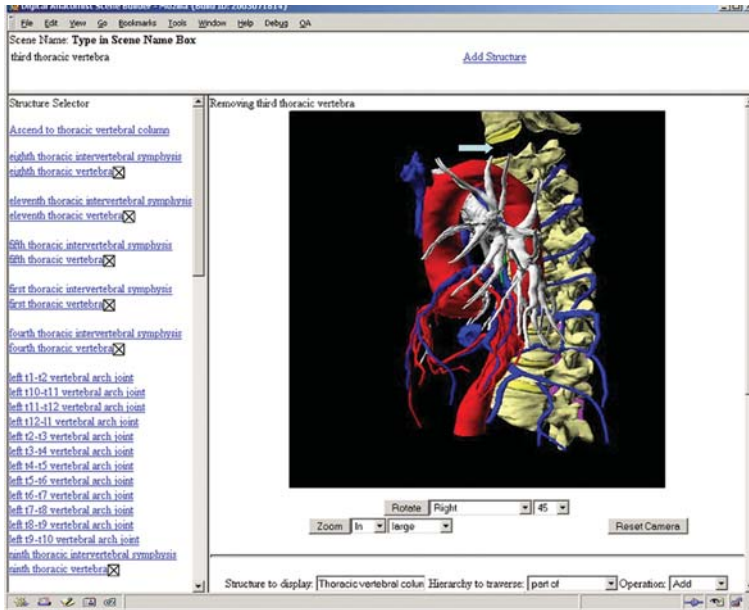 Digital Anatomist Scene Builder - Mozilla {Build ID: 2003071814}
File Edit View Go Bookmarks Tools Window Help Debug QA
Scene Name: Type in Scene Name Box
third thoracic vertebra
Add Structure
Structure Selector
Ascend to thoracic vertebral column
eighth thoracic intervertebral symphysis
eighth thoracic vertebra
eleventh thoracic intervertebral symphysis
eleventh thoracic vertebra
fifth thoracic intervertebral symphysis
fifth thoracic vertebra
first thoracic intervertebral symphysis
first thoracic vertebra
fourth thoracic intervertebral symphysis
fourth thoracic vertebra
left t1-t2 vertebral arch joint
left t10-t11 vertebral arch joint
left t11-t12 vertebral arch joint
left t12-l1 vertebral arch joint
left t2-t3 vertebral arch joint
left t3-t4 vertebral arch joint
left t4-t5 vertebral arch joint
left t5-t6 vertebral arch joint
left t6-t7 vertebral arch joint
left t7-t8 vertebral arch joint
left t8-t9 vertebral arch joint
left t9-t10 vertebral arch joint
ninth thoracic intervertebral symphysis
ninth thoracic vertebra
Removing third thoracic vertebra
Rotate Right 45
Zoom In large Reset Camera
Structure to display: Thoracic vertebral colun Hierarchy to traverse: part of Operation: Add